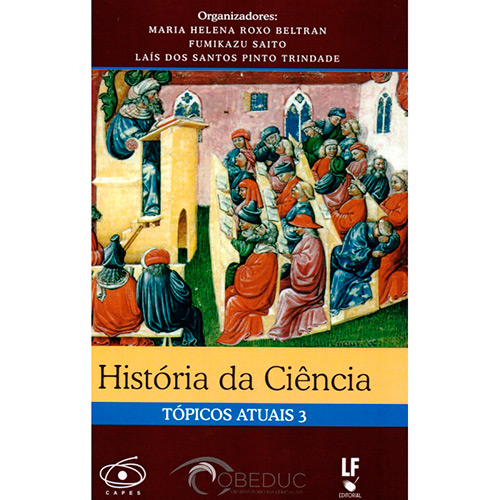 Organizadores:
MARIA HELENA ROXO BELTRAN
FUMIKAZU SAITO
LAÍS DOS SANTOS PINTO TRINDADE
História da Ciência
TÓPICOS ATUAIS 3
CAPES
OBEDUC
LF
EDITORIAL